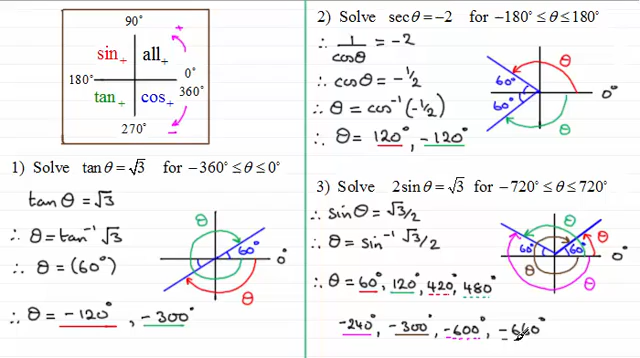 90°
sin+ all+
180° 0°
360°
tan+ cos+
270°
+
−
1) Solve tanθ = √3 for −360° ≤ θ ≤ 0°
tan θ = √3
∴ θ = tan⁻¹ √3
∴ θ = (60°)
∴ θ = −120°, −300°
θ
60°
0°
θ
2) Solve secθ = −2 for −180° ≤ θ ≤ 180°
∴ 1/cosθ = −2
∴ cosθ = −1/2
∴ θ = cos⁻¹(−1/2)
∴ θ = 120°, −120°
θ
60°
60°
0°
θ
3) Solve 2sinθ = √3 for −720° ≤ θ ≤ 720°
∴ sinθ = √3/2
∴ θ = sin⁻¹ √3/2
∴ θ = 60°, 120°, 420°, 480°
−240°, −300°, −600°, −660°
θ
60° 60° θ
0°
θ θ